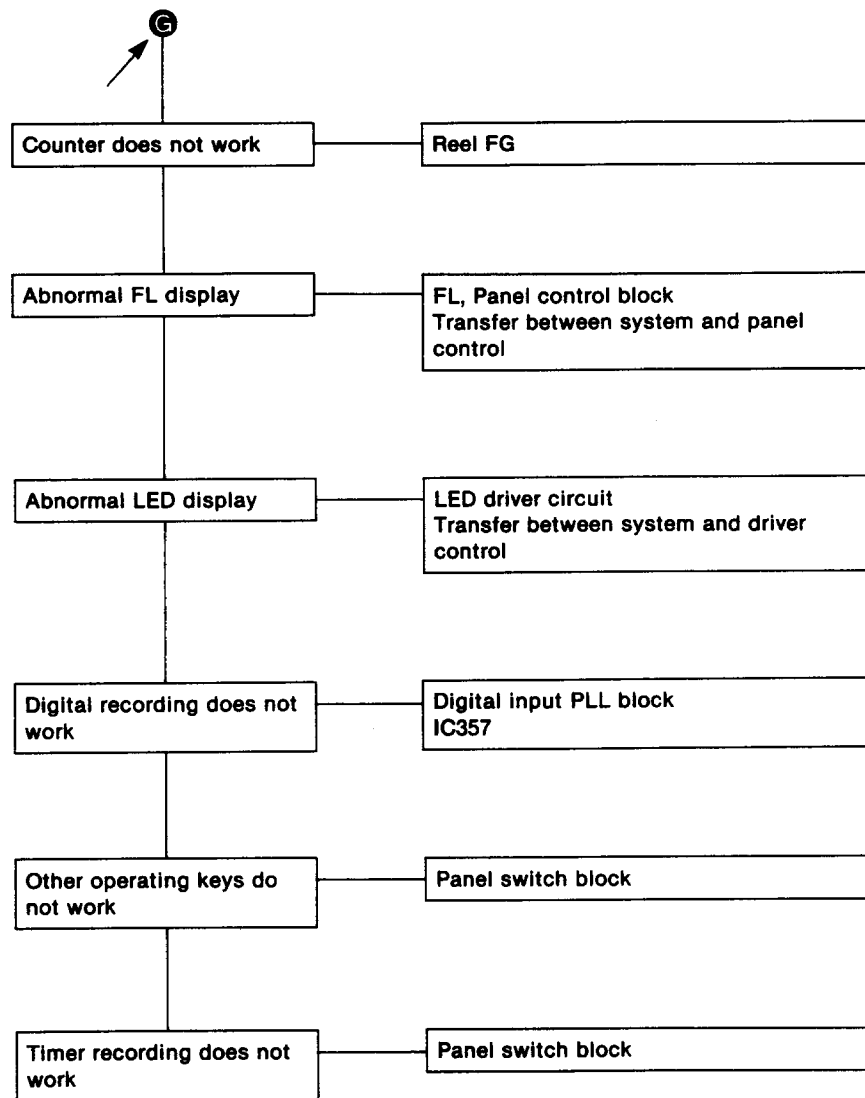 G
Counter does not work
Reel FG
Abnormal FL display
FL, Panel control block
Transfer between system and panel
control
Abnormal LED display
LED driver circuit
Transfer between system and driver
control
Digital recording does not
work
Digital input PLL block
IC357
Other operating keys do
not work
Panel switch block
Timer recording does not
work
Panel switch block